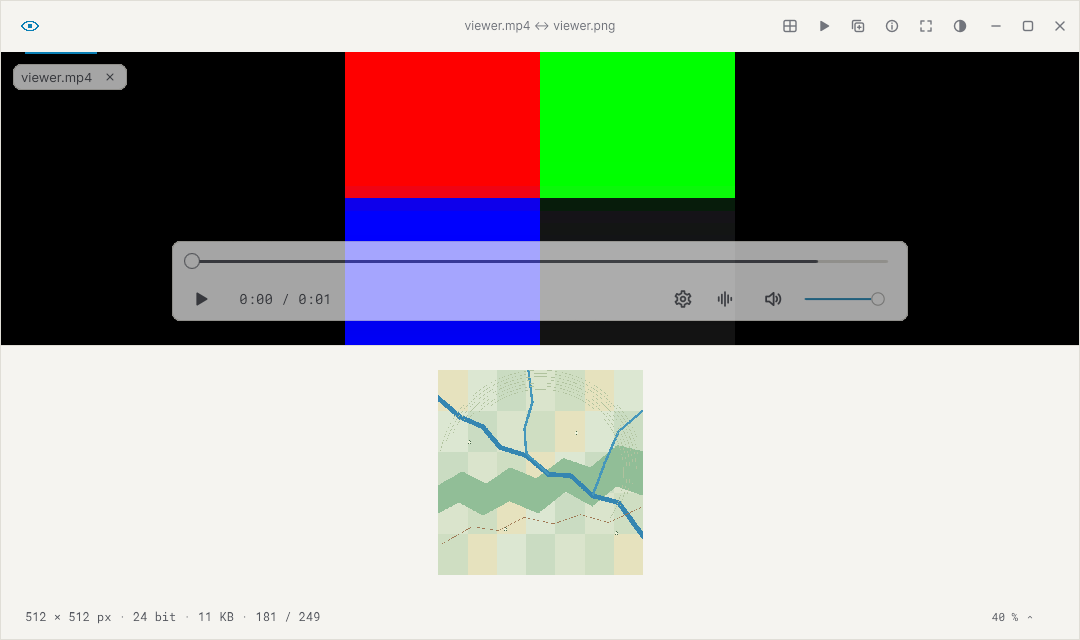 viewer.mp4 ↔ viewer.png
viewer.mp4
0:00 / 0:01
512 × 512 px · 24 bit · 11 KB · 181 / 249
40 %